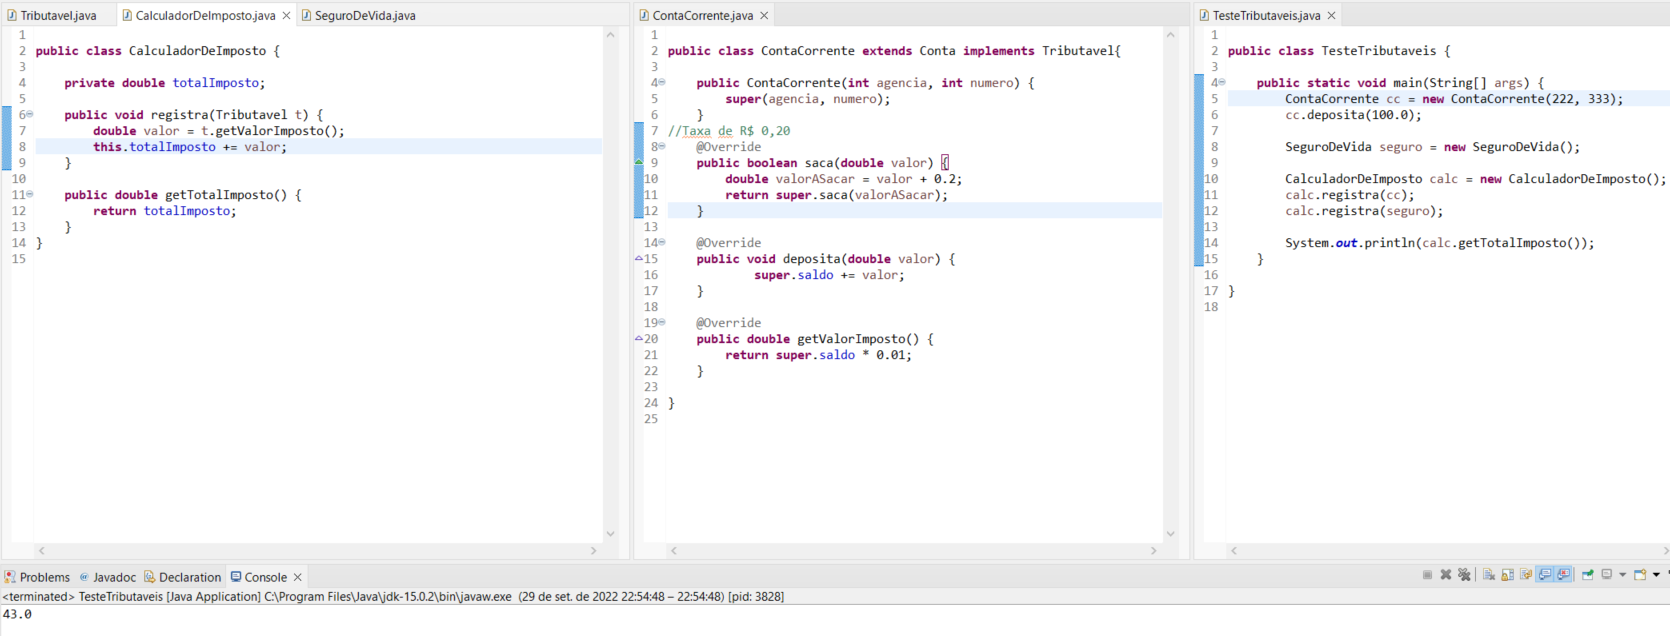 Tributavel.java CalculadorDeImposto.java SeguroDeVida.java
1
2 public class CalculadorDeImposto {
3
4     private double totalImposto;
5
6     public void registra(Tributavel t) {
7         double valor = t.getValorImposto();
8         this.totalImposto += valor;
9     }
10
11     public double getTotalImposto() {
12         return totalImposto;
13     }
14 }
15
ContaCorrente.java
1
2 public class ContaCorrente extends Conta implements Tributavel{
3
4     public ContaCorrente(int agencia, int numero) {
5         super(agencia, numero);
6     }
7 //Taxa de R$ 0,20
8     @Override
9     public boolean saca(double valor) {
10         double valorASacar = valor + 0.2;
11         return super.saca(valorASacar);
12     }
13
14     @Override
15     public void deposita(double valor) {
16             super.saldo += valor;
17     }
18
19     @Override
20     public double getValorImposto() {
21         return super.saldo * 0.01;
22     }
23
24 }
25
TesteTributaveis.java
1
2 public class TesteTributaveis {
3
4     public static void main(String[] args) {
5         ContaCorrente cc = new ContaCorrente(222, 333);
6         cc.deposita(100.0);
7
8         SeguroDeVida seguro = new SeguroDeVida();
9
10         CalculadorDeImposto calc = new CalculadorDeImposto();
11         calc.registra(cc);
12         calc.registra(seguro);
13
14         System.out.println(calc.getTotalImposto());
15     }
16
17 }
18
Problems Javadoc Declaration Console
<terminated> TesteTributaveis [Java Application] C:\Program Files\Java\jdk-15.0.2\bin\javaw.exe (29 de set. de 2022 22:54:48 – 22:54:48) [pid: 3828]
43.0